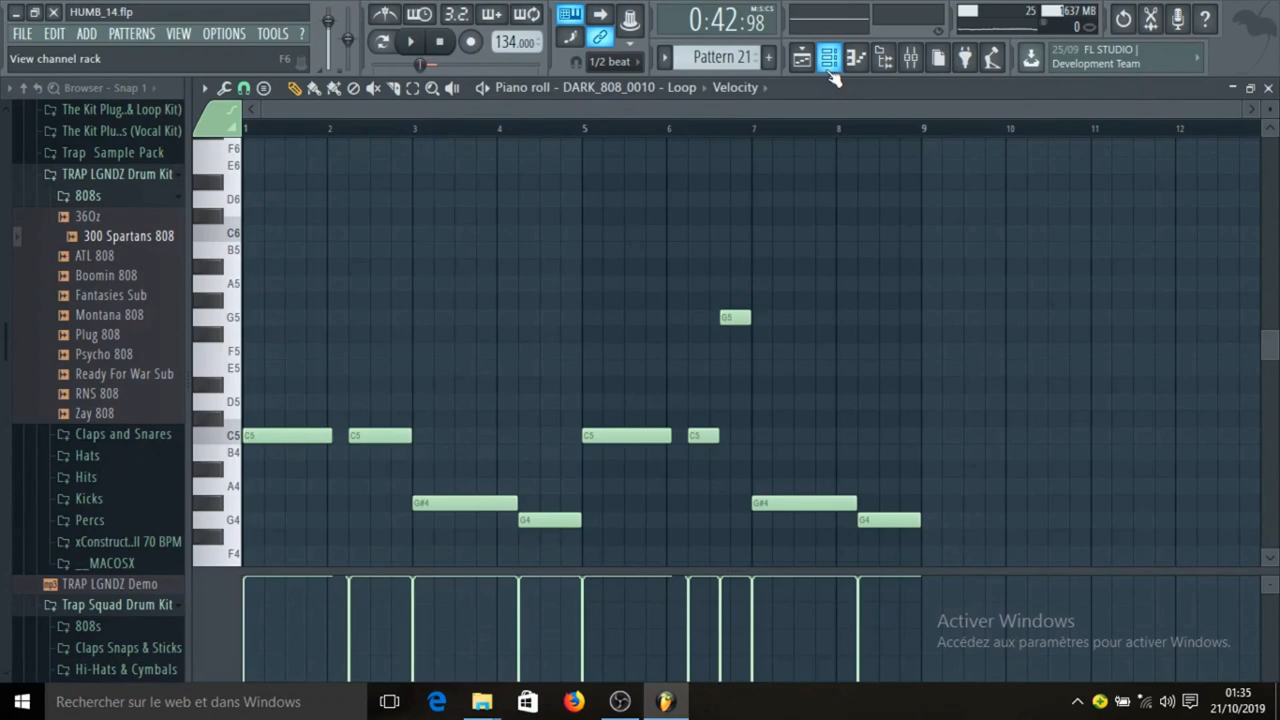 HUMB_14.flp
FILE EDIT ADD PATTERNS VIEW OPTIONS TOOLS ?
View channel rack F6
3.2.
134.000
0:42:98
M:S:CS
1/2 beat
Pattern 21
25
1637 MB
0
25/09 FL STUDIO |
Development Team
Browser - Snap 1
Piano roll - DARK_808_0010 - Loop Velocity
The Kit Plug..& Loop Kit)
The Kit Plu..s (Vocal Kit)
Trap Sample Pack
TRAP LGNDZ Drum Kit
808s
36Oz
300 Spartans 808
ATL 808
Boomin 808
Fantasies Sub
Montana 808
Plug 808
Psycho 808
Ready For War Sub
RNS 808
Zay 808
Claps and Snares
Hats
Hits
Kicks
Percs
xConstruct..ll 70 BPM
__MACOSX
TRAP LGNDZ Demo
Trap Squad Drum Kit
808s
Claps Snaps & Sticks
Hi-Hats & Cymbals
1 2 3 4 5 6 7 8 9 10 11 12
F6
E6
D6
C6
B5
A5
G5 G5
F5
E5
D5
C5 C5 C5 C5 C5
B4
A4
G#4 G#4
G4 G4 G4
F4
Activer Windows
Accédez aux paramètres pour activer Windows.
Rechercher sur le web et dans Windows
01:35
21/10/2019